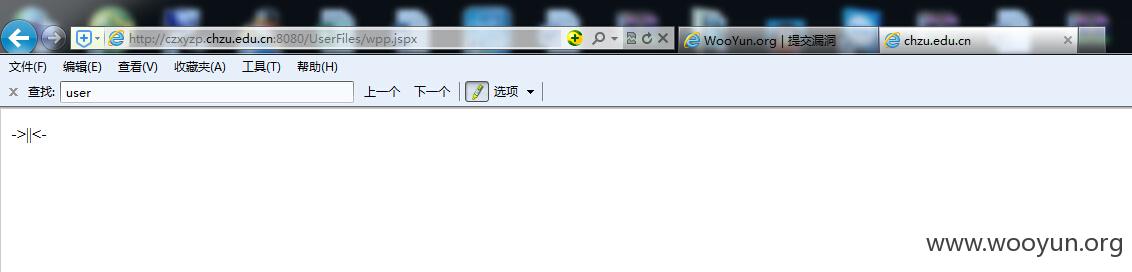 http://czxyzp.chzu.edu.cn:8080/UserFiles/wpp.jspx
WooYun.org | 提交漏洞
chzu.edu.cn
文件(F) 编辑(E) 查看(V) 收藏夹(A) 工具(T) 帮助(H)
查找: user 上一个 下一个 选项
->||<-
www.wooyun.org